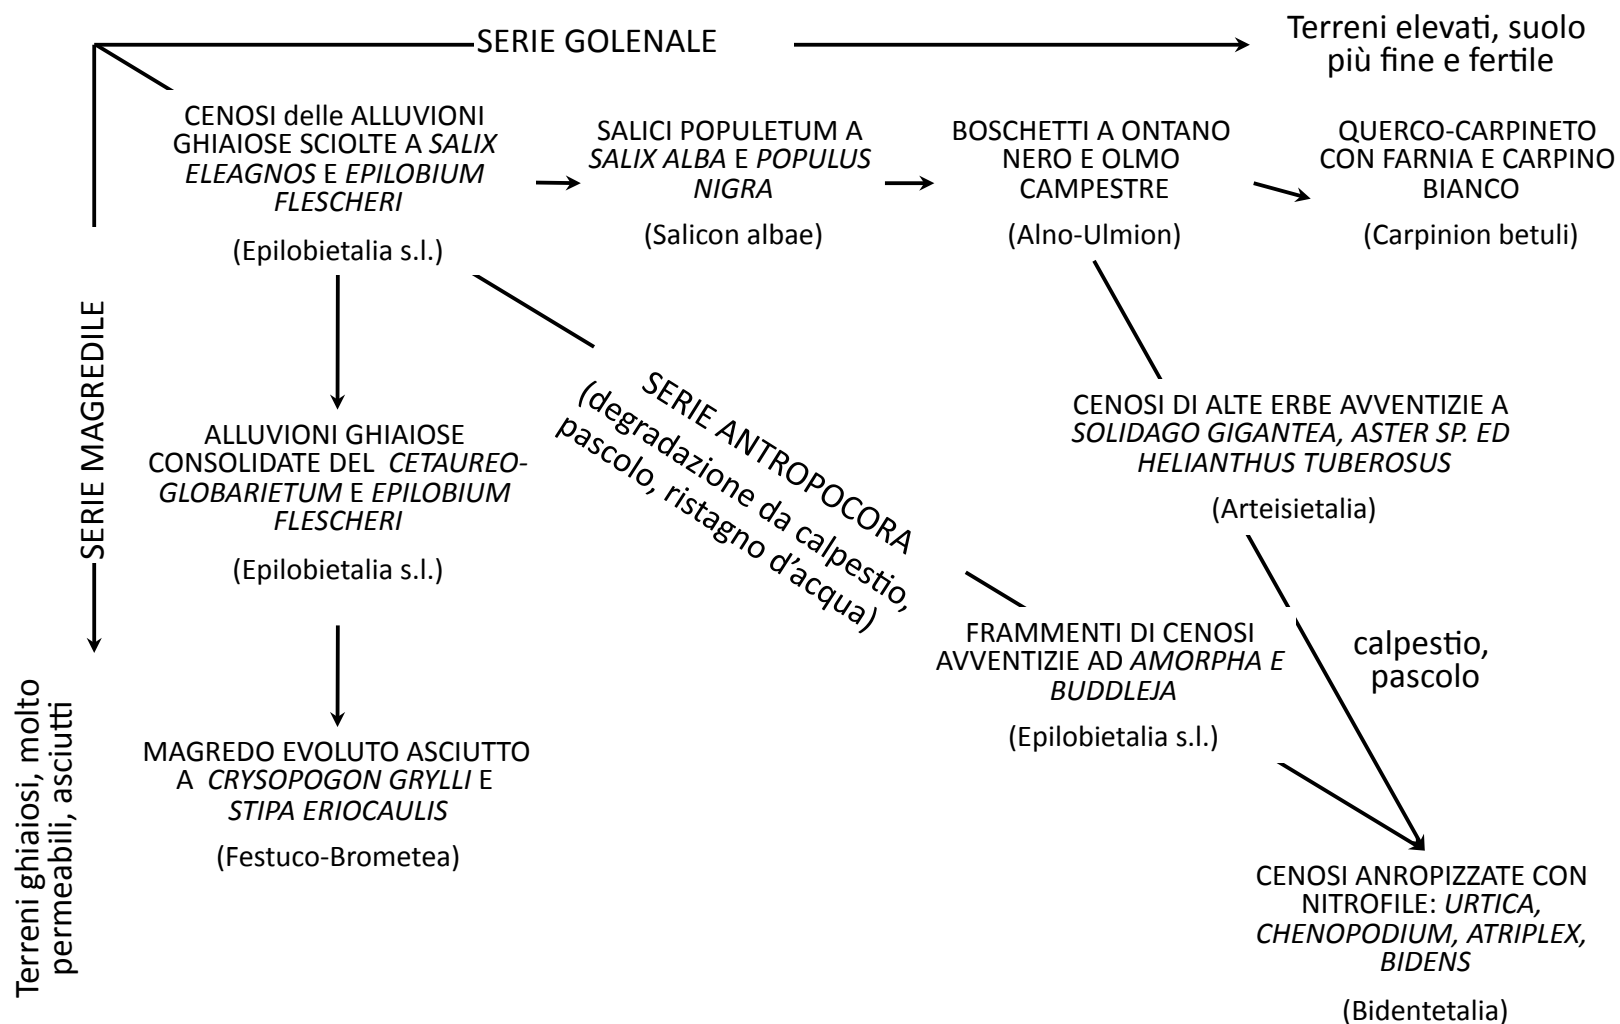 SERIE GOLENALE
Terreni elevati, suolo
più fine e fertile
CENOSI delle ALLUVIONI
GHIAIOSE SCIOLTE A SALIX
ELEAGNOS E EPILOBIUM
FLESCHERI
(Epilobietalia s.l.)
SALICI POPULETUM A
SALIX ALBA E POPULUS
NIGRA
(Salicon albae)
BOSCHETTI A ONTANO
NERO E OLMO
CAMPESTRE
(Alno-Ulmion)
QUERCO-CARPINETO
CON FARNIA E CARPINO
BIANCO
(Carpinion betuli)
SERIE MAGREDILE
Terreni ghiaiosi, molto
permeabili, asciutti
ALLUVIONI GHIAIOSE
CONSOLIDATE DEL CETAUREO-
GLOBARIETUM E EPILOBIUM
FLESCHERI
(Epilobietalia s.l.)
MAGREDO EVOLUTO ASCIUTTO
A CRYSOPOGON GRYLLI E
STIPA ERIOCAULIS
(Festuco-Brometea)
SERIE ANTROPOCORA
(degradazione da calpestio,
pascolo, ristagno d'acqua)
CENOSI DI ALTE ERBE AVVENTIZIE A
SOLIDAGO GIGANTEA, ASTER SP. ED
HELIANTHUS TUBEROSUS
(Arteisietalia)
FRAMMENTI DI CENOSI
AVVENTIZIE AD AMORPHA E
BUDDLEJA
(Epilobietalia s.l.)
calpestio,
pascolo
CENOSI ANROPIZZATE CON
NITROFILE: URTICA,
CHENOPODIUM, ATRIPLEX,
BIDENS
(Bidentetalia)